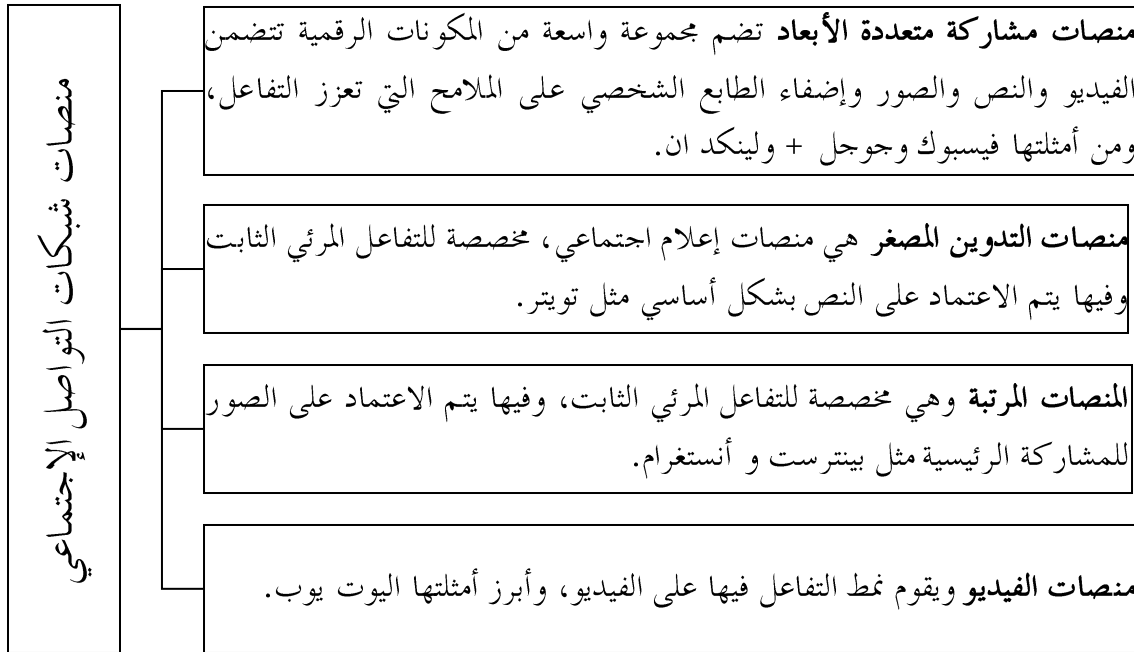 منصات شبكات التواصل الإجتماعي
منصات مشاركة متعددة الأبعاد تضم مجموعة واسعة من المكونات الرقمية تتضمن
الفيديو والنص والصور وإضفاء الطابع الشخصي على الملامح التي تعزز التفاعل،
ومن أمثلتها فيسبوك وجوجل + ولينكد ان.
منصات التدوين المصغر هي منصات إعلام اجتماعي، مخصصة للتفاعل المرئي الثابت
وفيها يتم الاعتماد على النص بشكل أساسي مثل تويتر.
المنصات المرتبة وهي مخصصة للتفاعل المرئي الثابت، وفيها يتم الاعتماد على الصور
للمشاركة الرئيسية مثل بينترست و أنستغرام.
منصات الفيديو ويقوم نمط التفاعل فيها على الفيديو، وأبرز أمثلتها اليوت يوب.